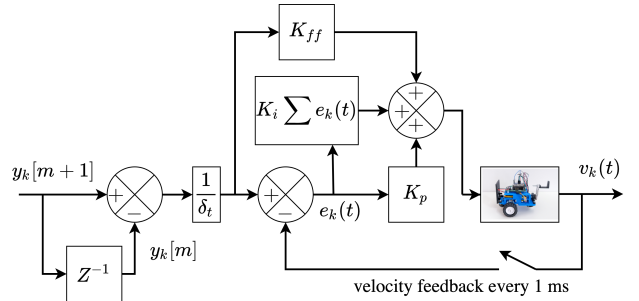 K_{ff}
+
K_i \sum e_k(t)
+
+
y_k[m+1]
+
−
\frac{1}{\delta_t}
+
−
e_k(t)
K_p
v_k(t)
Z^{-1}
y_k[m]
velocity feedback every 1 ms